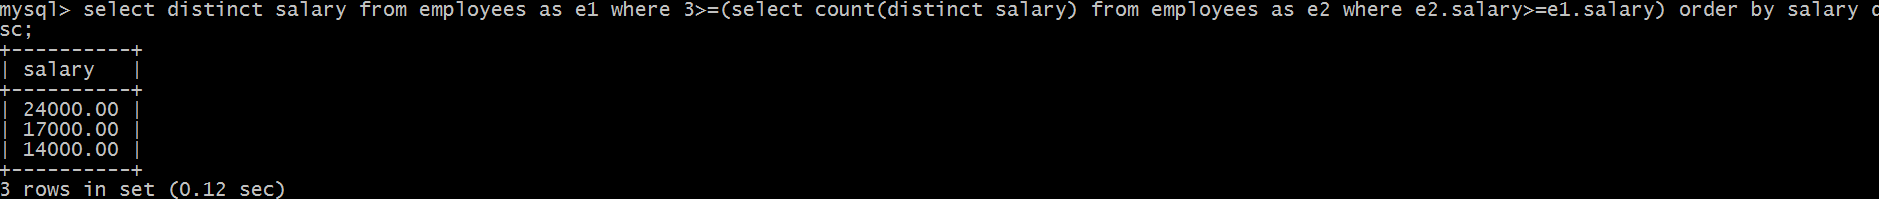 mysql> select distinct salary from employees as e1 where 3>=(select count(distinct salary) from employees as e2 where e2.salary>=e1.salary) order by salary d
sc;
+----------+
| salary   |
+----------+
| 24000.00 |
| 17000.00 |
| 14000.00 |
+----------+
3 rows in set (0.12 sec)